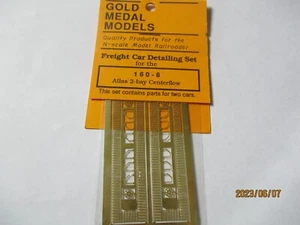 GOLD MEDAL
MODELS
Quality Products for the
N-scale Model Railroader
Freight Car Detailing Set
for the
160-8
Atlas 2-bay Centerflow
This set contains parts for two cars.
2023/06/07